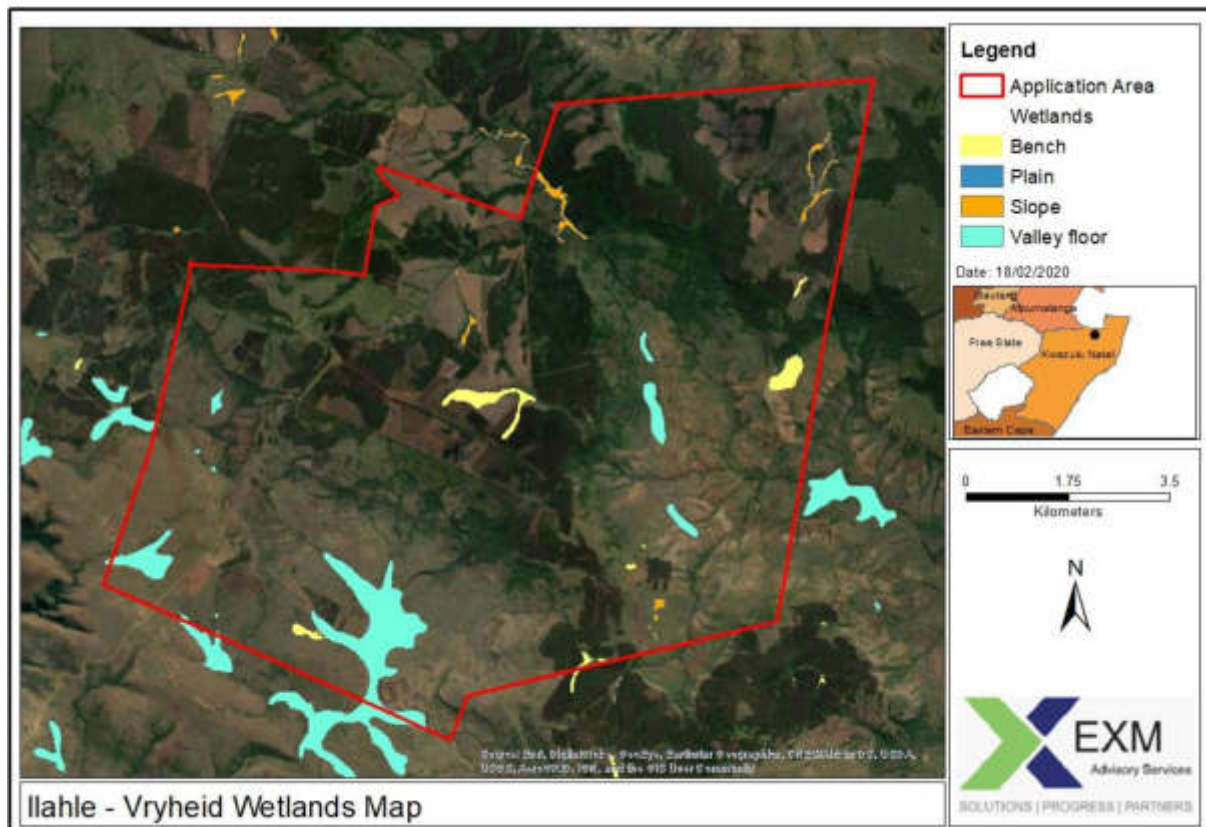 Legend
Application Area
Wetlands
Bench
Plain
Slope
Valley floor
Date: 18/02/2020
Free State
Kwazulu Natal
Eastern Cape
0 1.75 3.5
Kilometers
N
EXM
Advisory Services
SOLUTIONS | PROGRESS | PARTNERS
Ilahle - Vryheid Wetlands Map